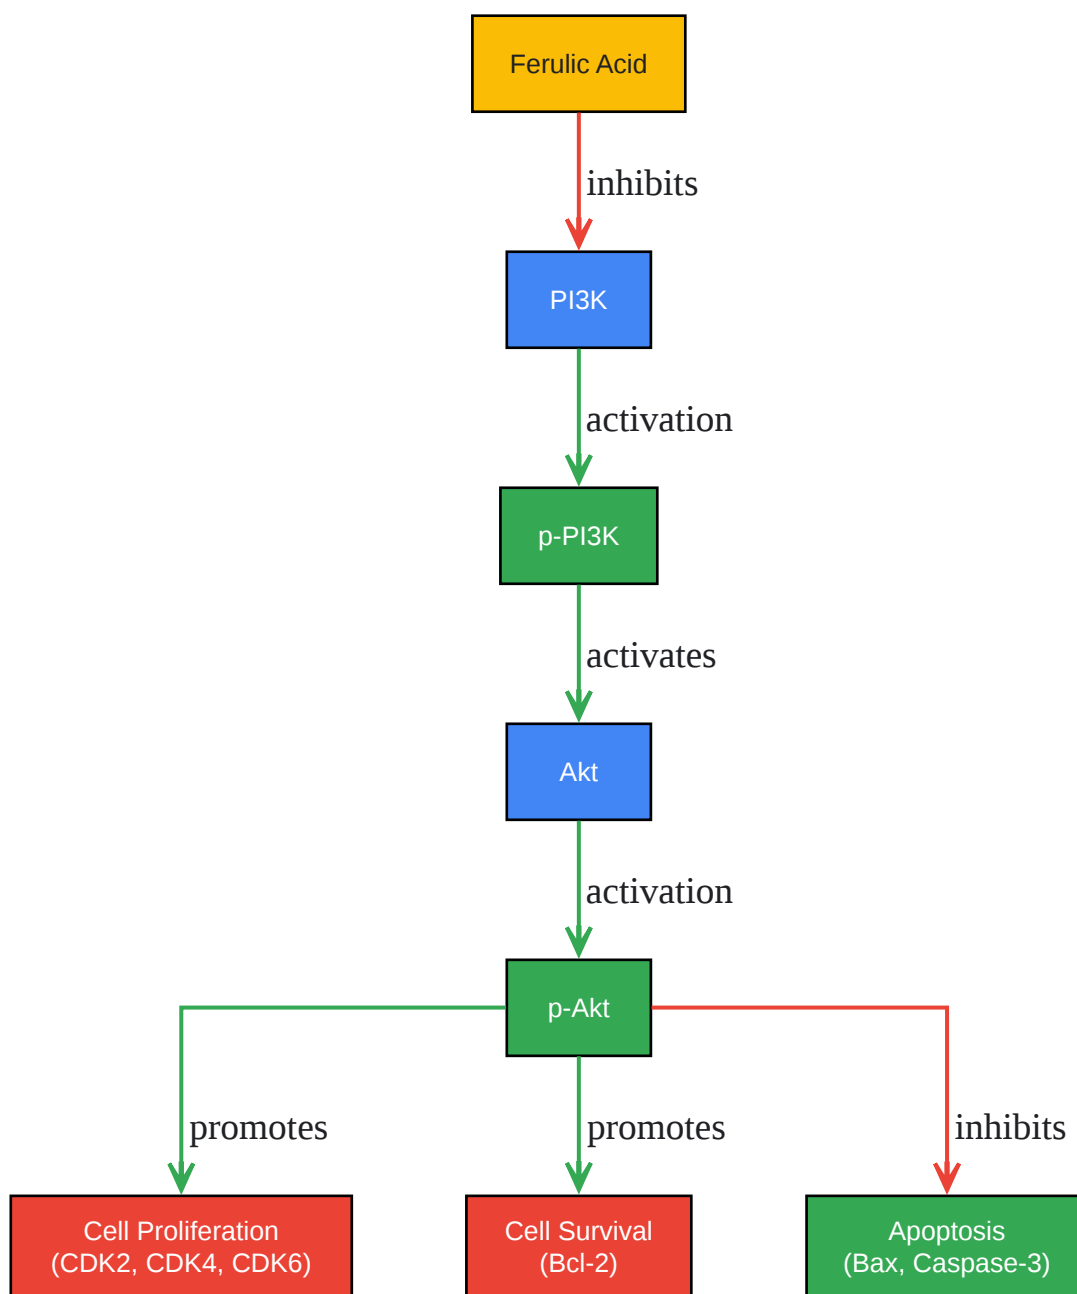 Ferulic Acid
inhibits
PI3K
activation
p-PI3K
activates
Akt
activation
p-Akt
promotes
promotes
inhibits
Cell Proliferation
(CDK2, CDK4, CDK6)
Cell Survival
(Bcl-2)
Apoptosis
(Bax, Caspase-3)